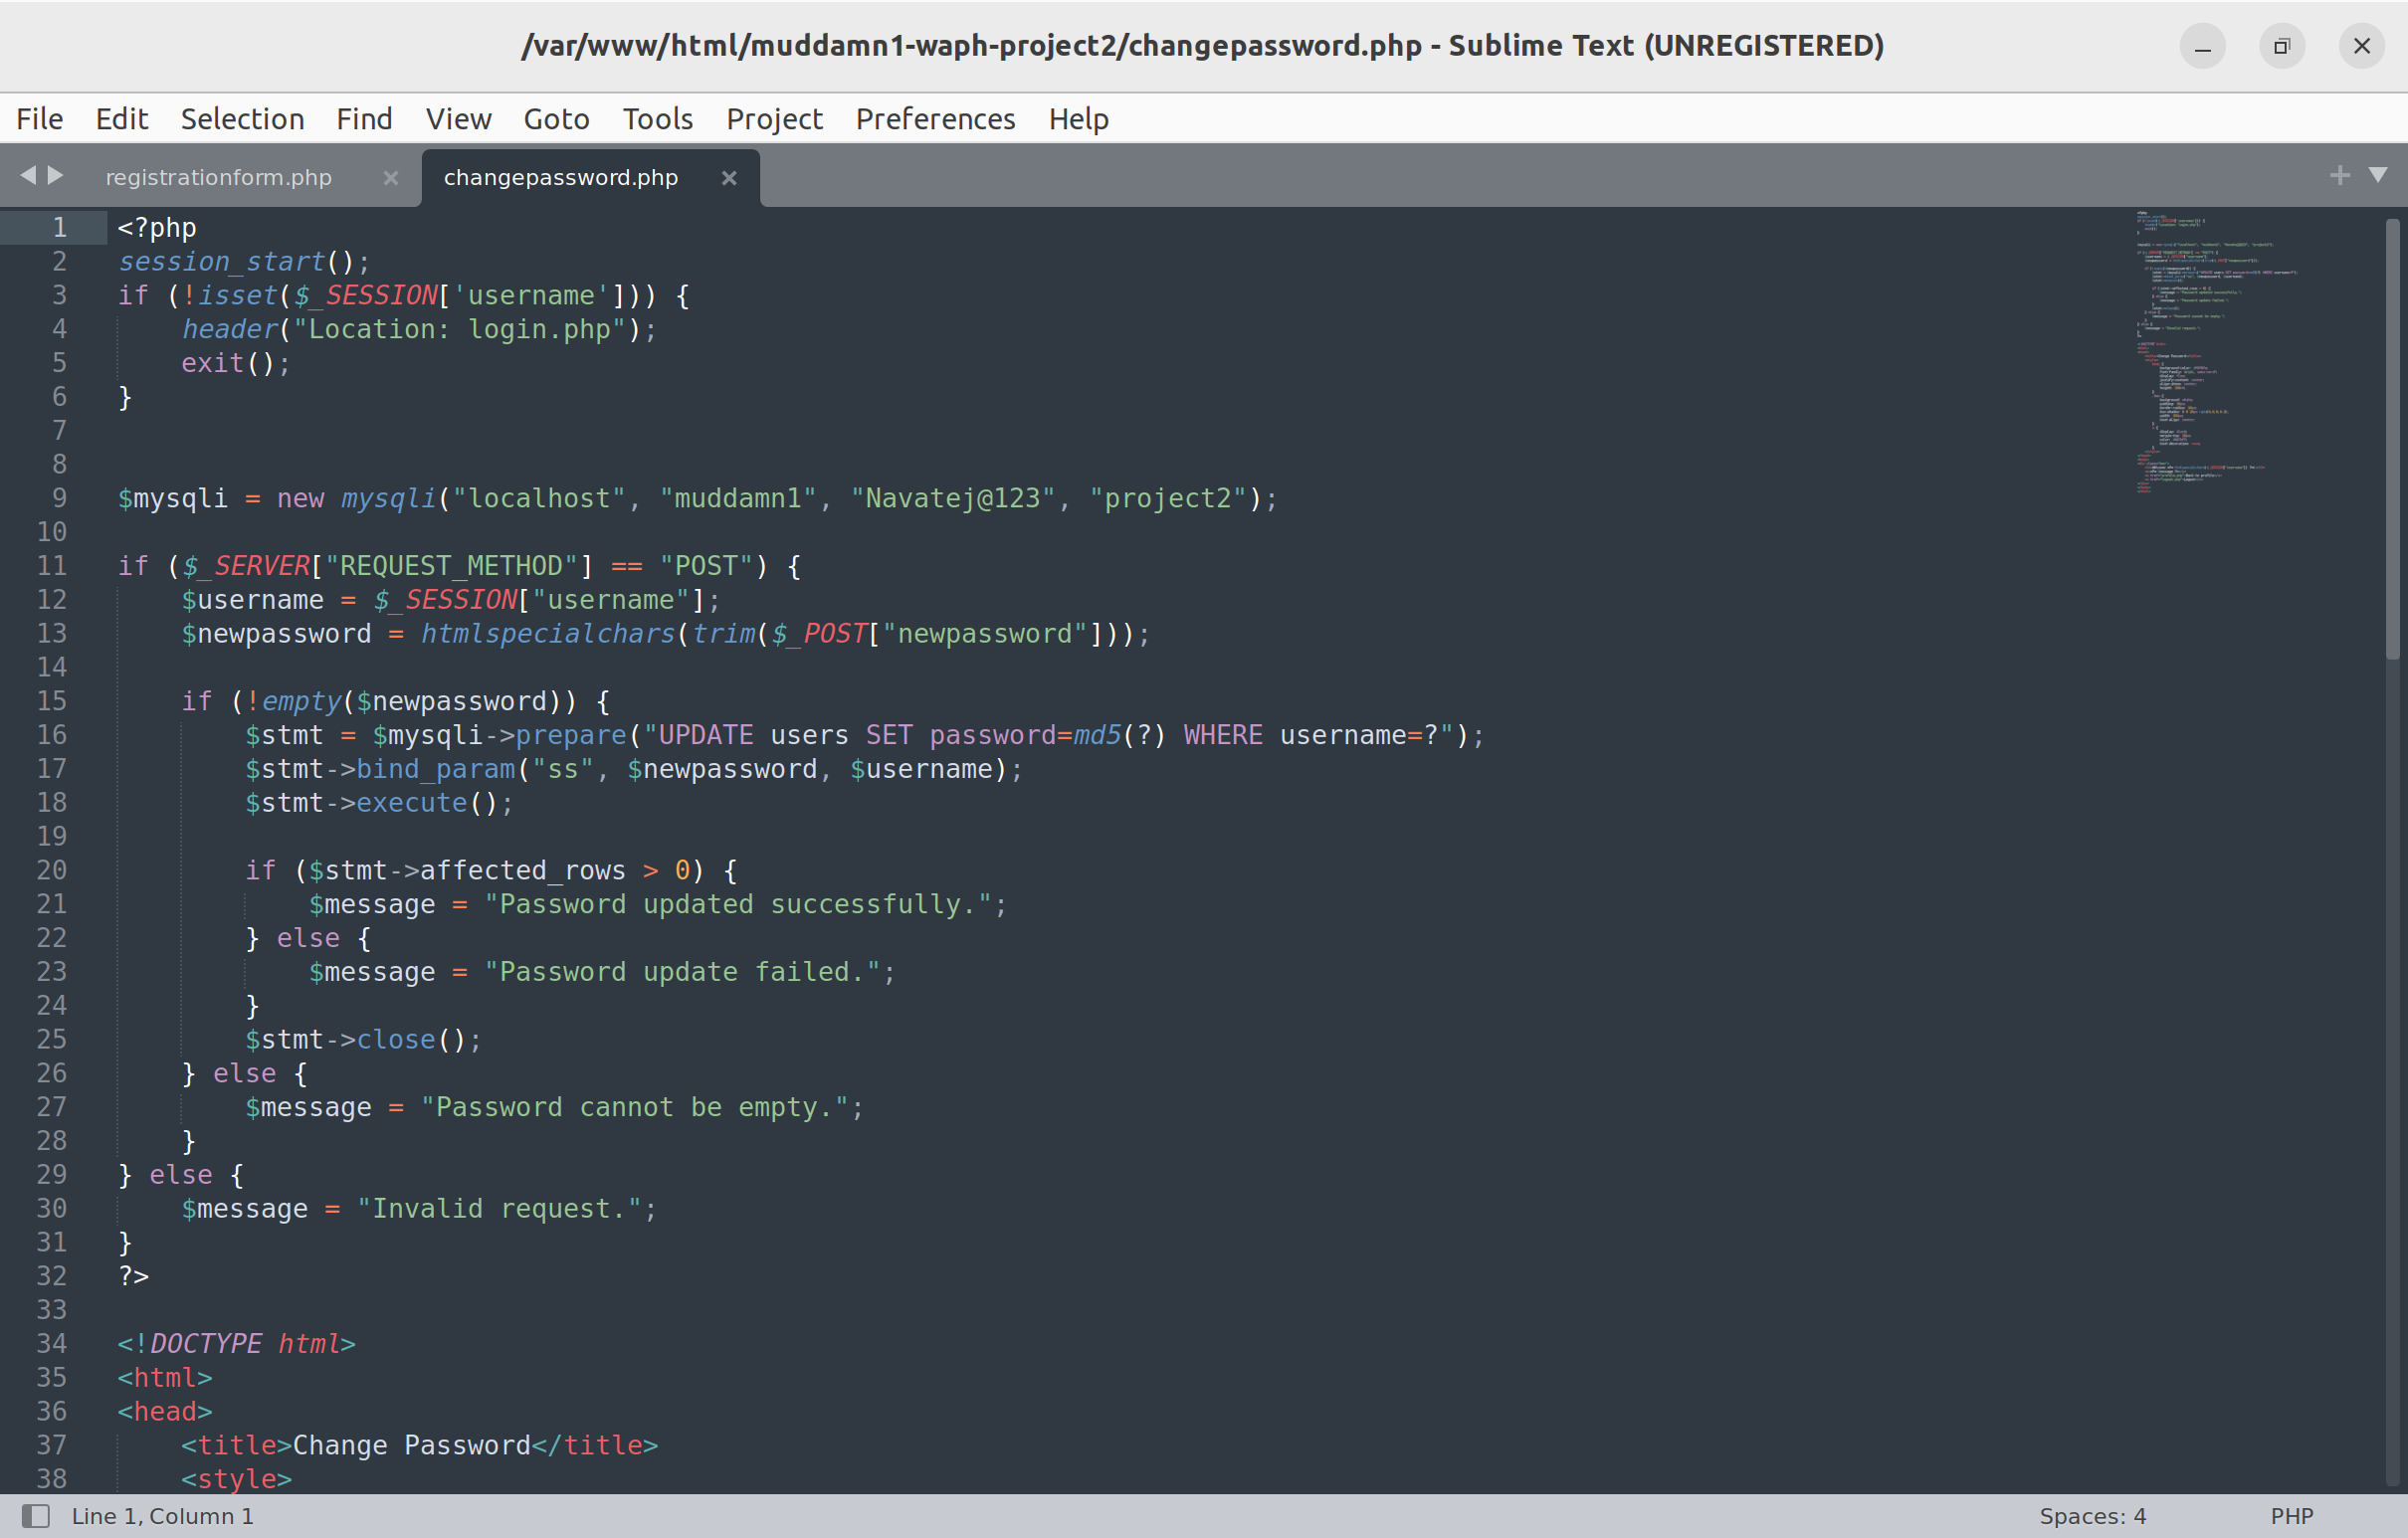 /var/www/html/muddamn1-waph-project2/changepassword.php - Sublime Text (UNREGISTERED)
File Edit Selection Find View Goto Tools Project Preferences Help
registrationform.php changepassword.php
1 <?php
2 session_start();
3 if (!isset($_SESSION['username'])) {
4     header("Location: login.php");
5     exit();
6 }
7
8
9 $mysqli = new mysqli("localhost", "muddamn1", "Navatej@123", "project2");
10
11 if ($_SERVER["REQUEST_METHOD"] == "POST") {
12     $username = $_SESSION["username"];
13     $newpassword = htmlspecialchars(trim($_POST["newpassword"]));
14
15     if (!empty($newpassword)) {
16         $stmt = $mysqli->prepare("UPDATE users SET password=md5(?) WHERE username=?");
17         $stmt->bind_param("ss", $newpassword, $username);
18         $stmt->execute();
19
20         if ($stmt->affected_rows > 0) {
21             $message = "Password updated successfully.";
22         } else {
23             $message = "Password update failed.";
24         }
25         $stmt->close();
26     } else {
27         $message = "Password cannot be empty.";
28     }
29 } else {
30     $message = "Invalid request.";
31 }
32 ?>
33
34 <!DOCTYPE html>
35 <html>
36 <head>
37     <title>Change Password</title>
38     <style>
Line 1, Column 1 Spaces: 4 PHP